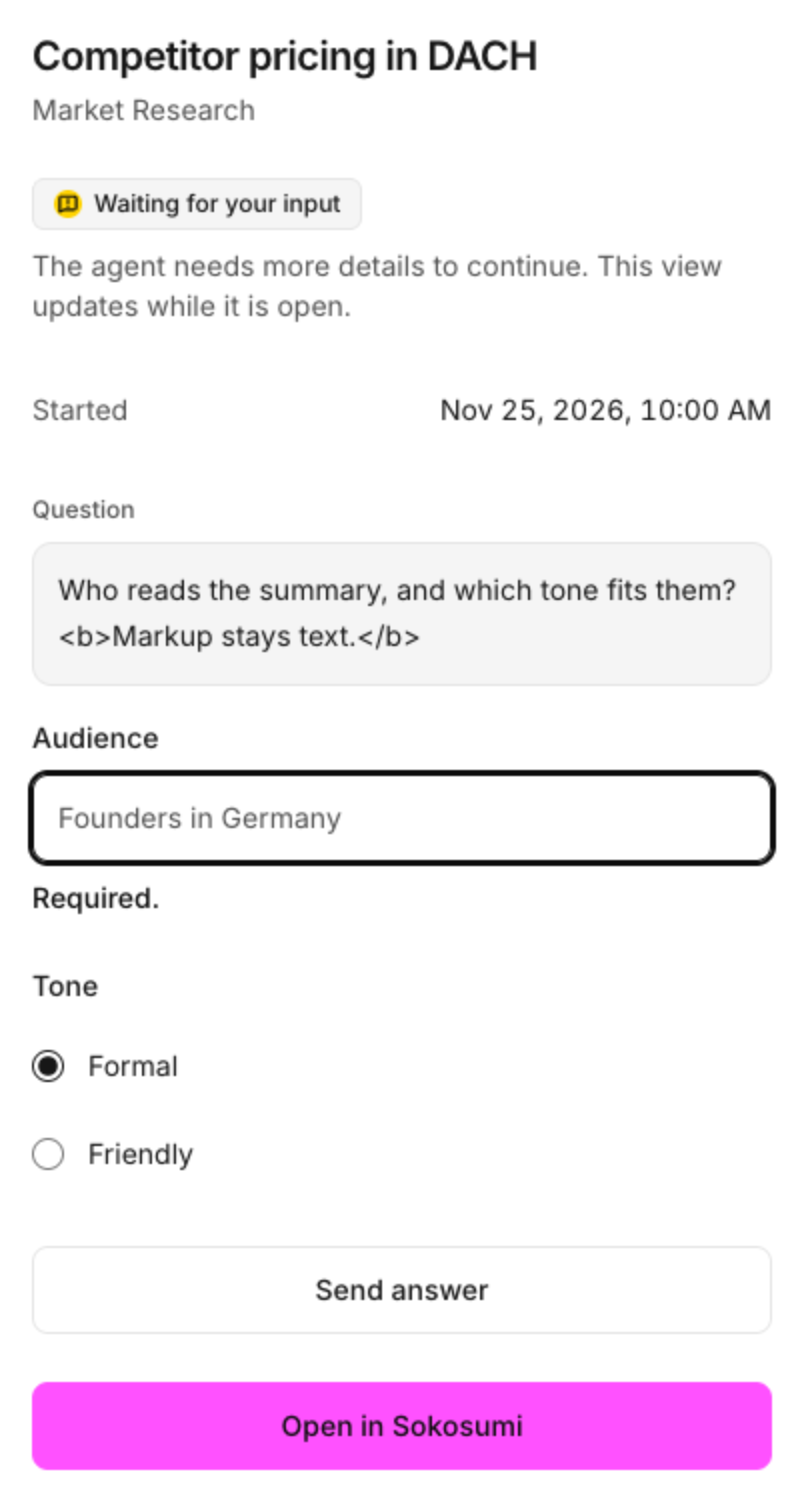 Competitor pricing in DACH
Market Research
Waiting for your input
The agent needs more details to continue. This view
updates while it is open.
Started Nov 25, 2026, 10:00 AM
Question
Who reads the summary, and which tone fits them?
<b>Markup stays text.</b>
Audience
Founders in Germany
Required.
Tone
Formal
Friendly
Send answer
Open in Sokosumi